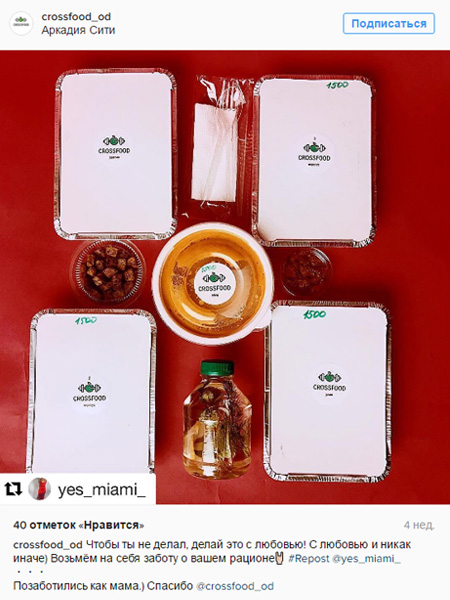 crossfood_od
Аркадия Сити
Подписаться
CROSSFOOD
1500
CROSSFOOD
CROSSFOOD
1500
CROSSFOOD
1500
CROSSFOOD
yes_miami_
40 отметок «Нравится»
4 нед.
crossfood_od Чтобы ты не делал, делай это с любовью! С любовью и никак
иначе) Возьмём на себя заботу о вашем рационе #Repost @yes_miami_
・・・
Позаботились как мама.) Спасибо @crossfood_od